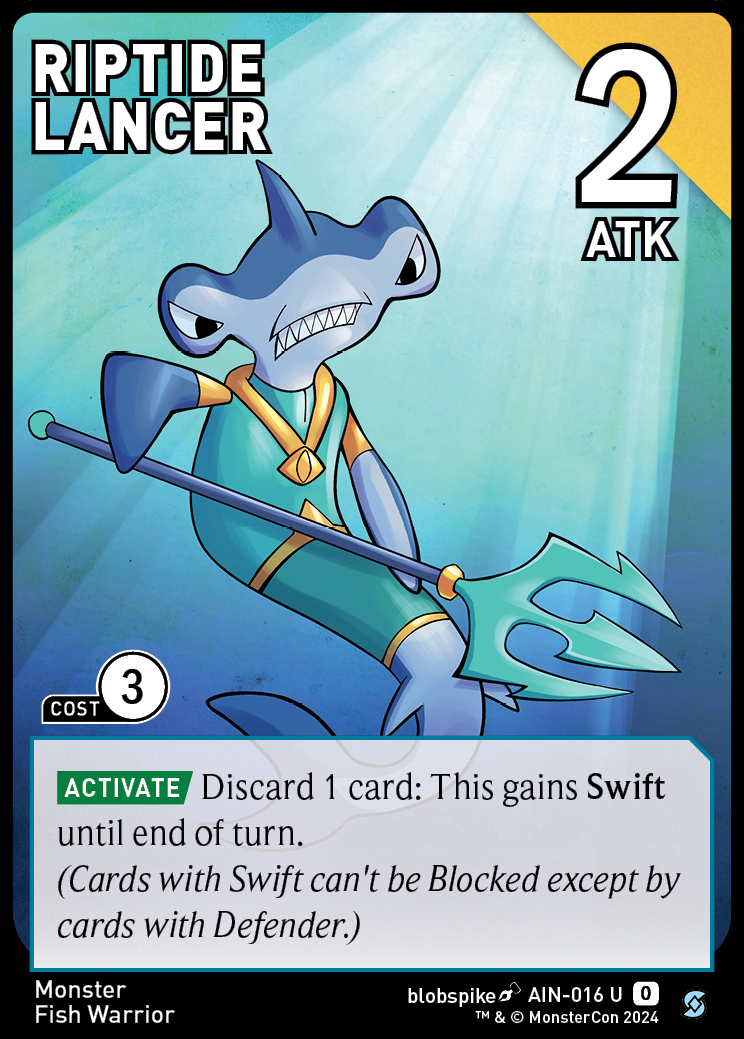 RIPTIDE
LANCER
2
ATK
COST 3
ACTIVATE Discard 1 card: This gains Swift
until end of turn.
(Cards with Swift can't be Blocked except by
cards with Defender.)
Monster
Fish Warrior
blobspike AIN-016 U 0
™ & © MonsterCon 2024